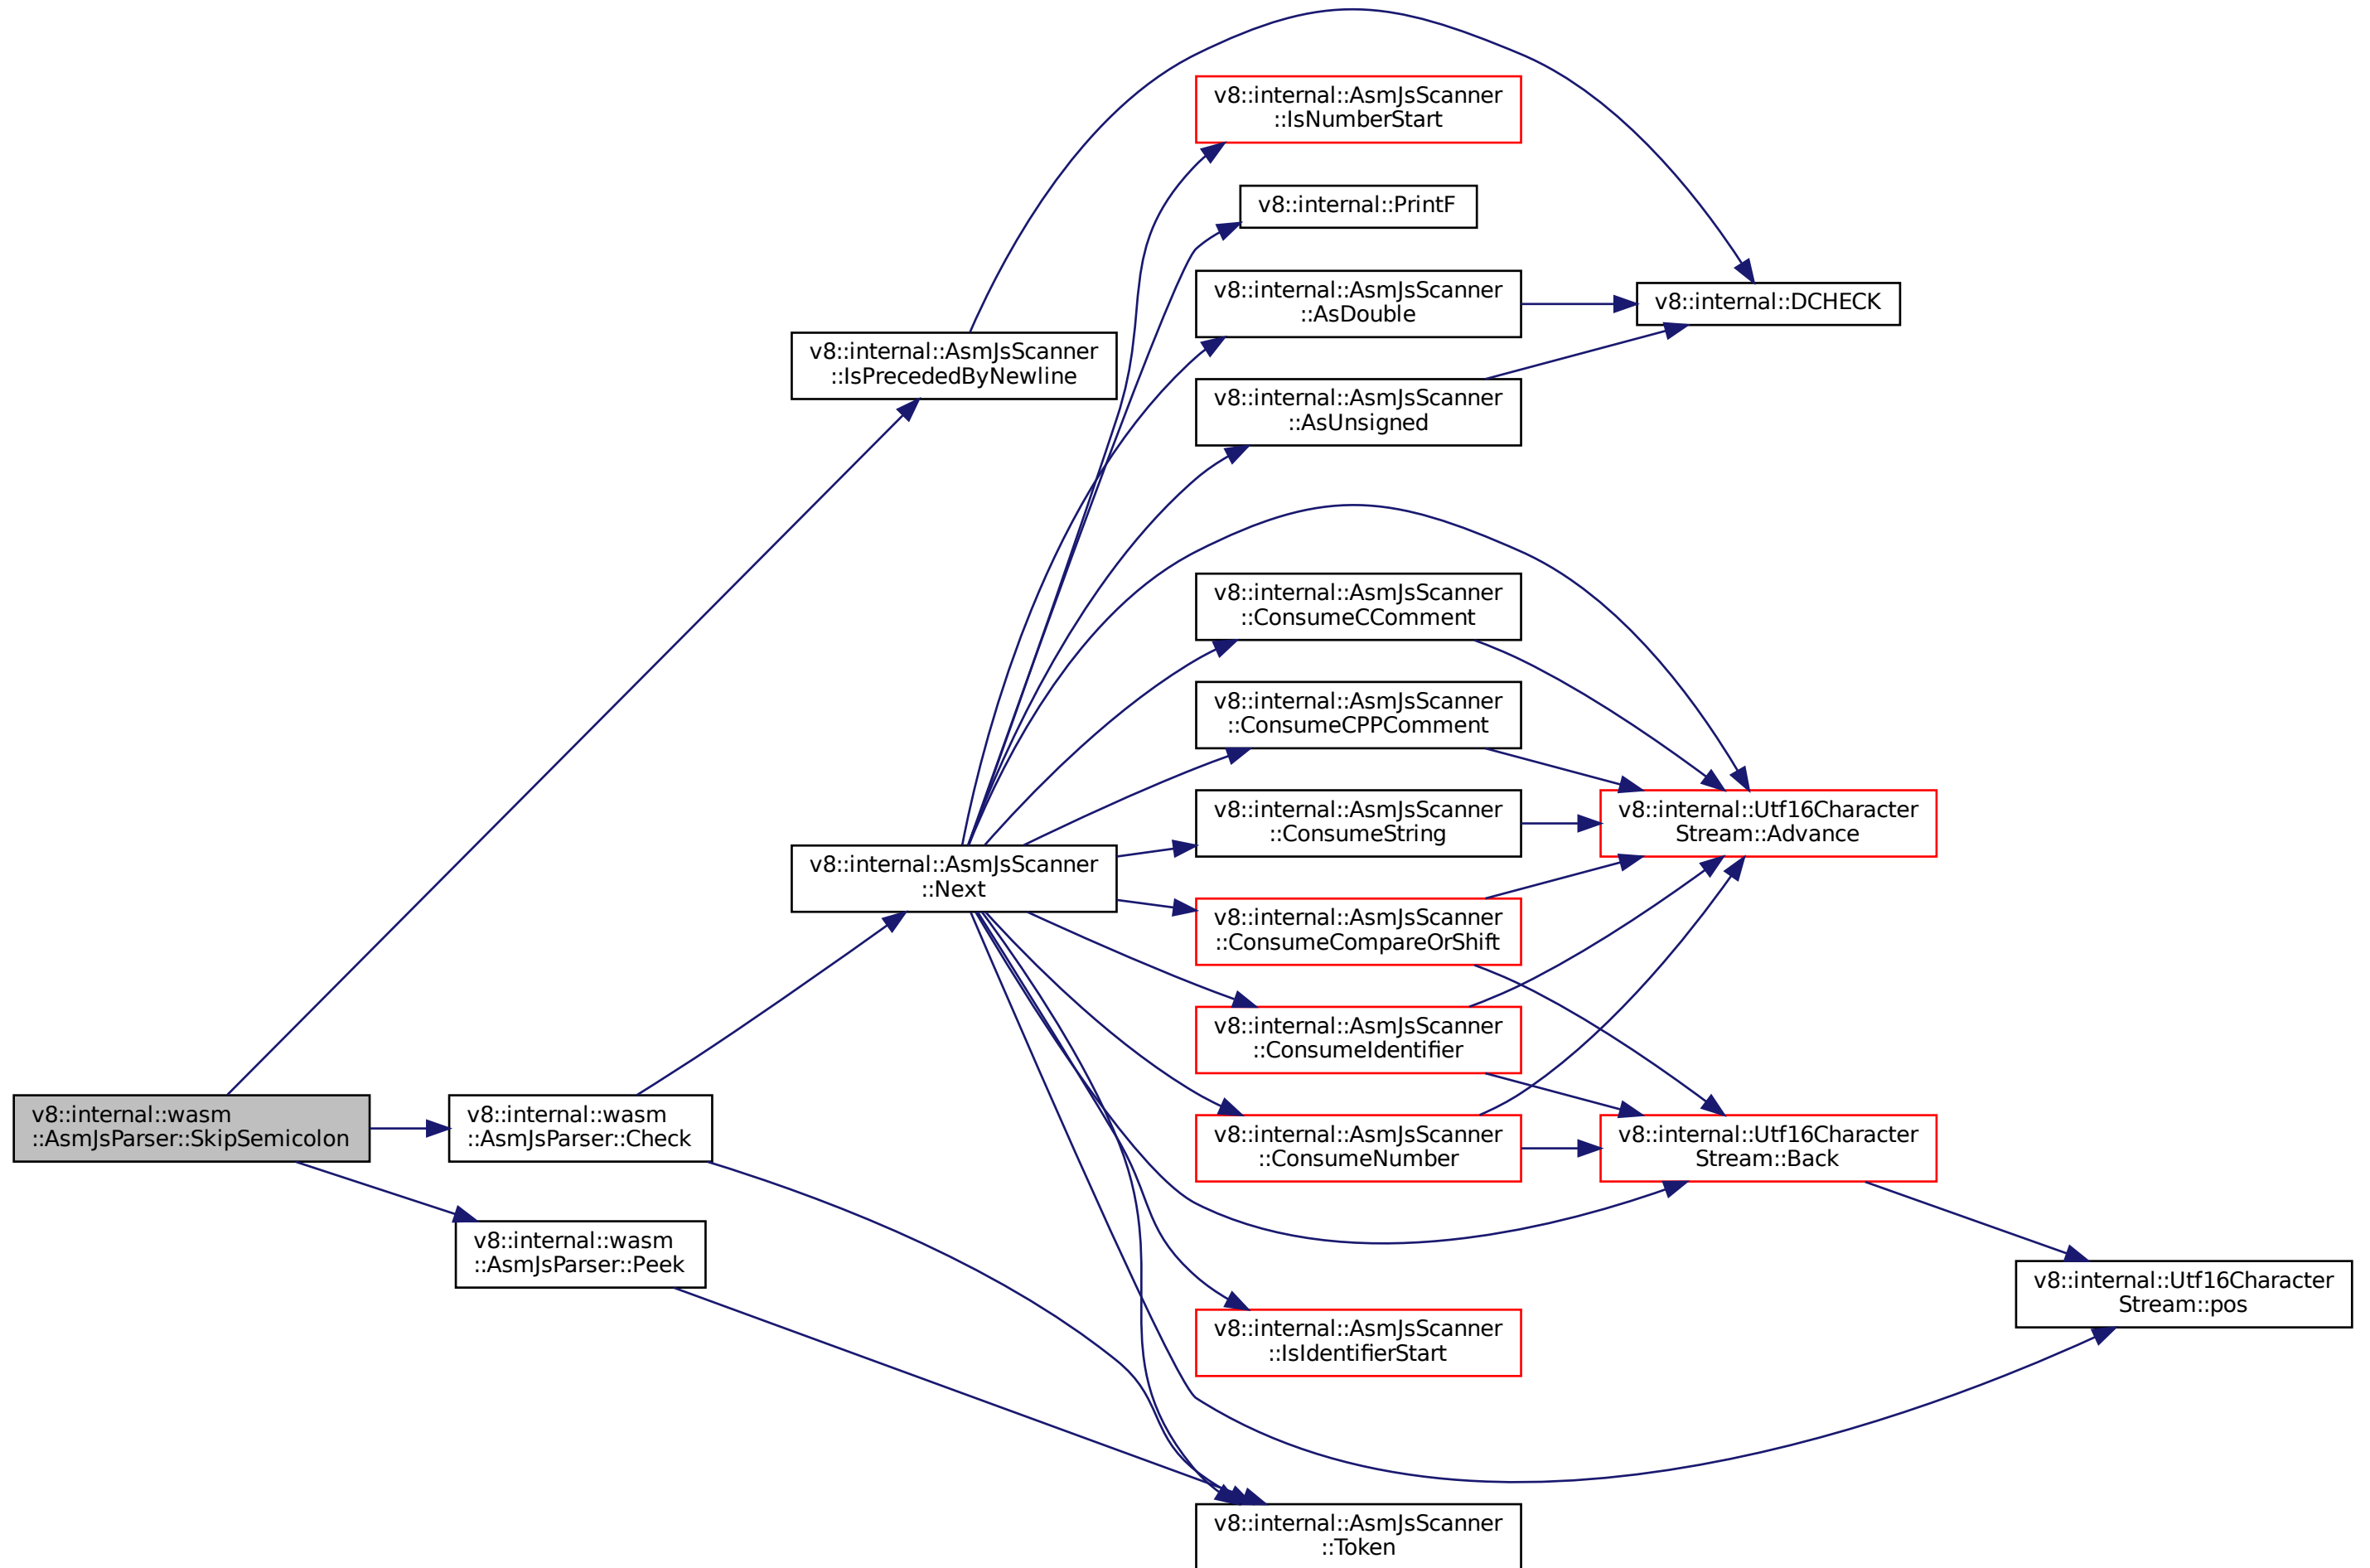 v8::internal::AsmJsScanner
::IsNumberStart
v8::internal::PrintF
v8::internal::AsmJsScanner
::AsDouble
v8::internal::DCHECK
v8::internal::AsmJsScanner
::IsPrecededByNewline
v8::internal::AsmJsScanner
::AsUnsigned
v8::internal::AsmJsScanner
::ConsumeCComment
v8::internal::AsmJsScanner
::ConsumeCPPComment
v8::internal::AsmJsScanner
::ConsumeString
v8::internal::Utf16Character
Stream::Advance
v8::internal::AsmJsScanner
::Next
v8::internal::AsmJsScanner
::ConsumeCompareOrShift
v8::internal::AsmJsScanner
::ConsumeIdentifier
v8::internal::wasm
::AsmJsParser::SkipSemicolon
v8::internal::wasm
::AsmJsParser::Check
v8::internal::AsmJsScanner
::ConsumeNumber
v8::internal::Utf16Character
Stream::Back
v8::internal::wasm
::AsmJsParser::Peek
v8::internal::Utf16Character
Stream::pos
v8::internal::AsmJsScanner
::IsIdentifierStart
v8::internal::AsmJsScanner
::Token